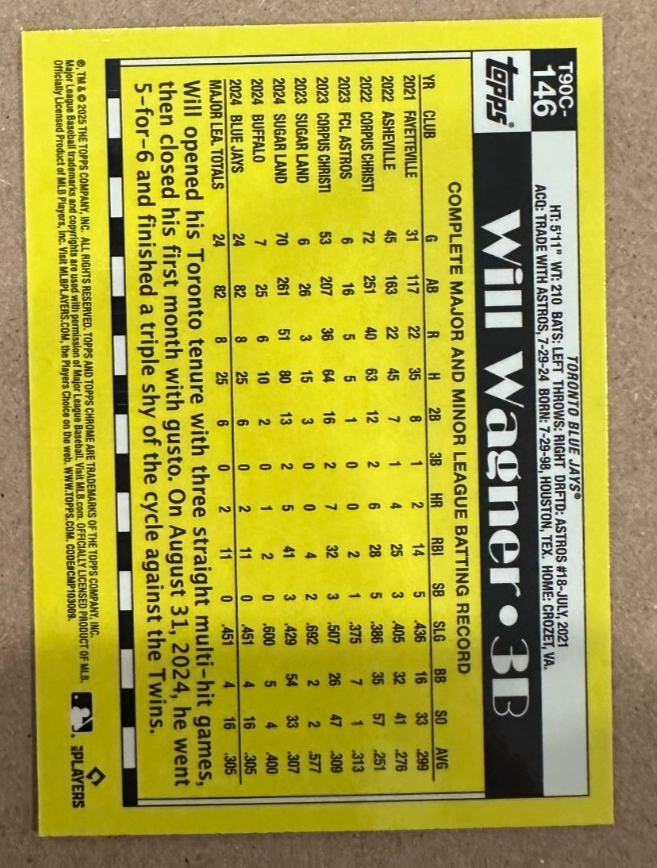 T90C-
146
topps®
TORONTO BLUE JAYS®
HT: 5'11" WT: 210 BATS: LEFT THROWS: RIGHT DRFTD: ASTROS #18-JULY, 2021
ACQ: TRADE WITH ASTROS, 7-29-24 BORN: 7-29-98, HOUSTON, TEX. HOME: CROZET, VA.
Will Wagner • 3B
COMPLETE MAJOR AND MINOR LEAGUE BATTING RECORD
YR CLUB G AB R H 2B 3B HR RBI SB SLG BB SO AVG
2021 FAYETTEVILLE 31 117 22 35 8 1 2 14 5 .436 16 33 .299
2022 ASHEVILLE 45 163 22 45 7 1 4 25 3 .405 32 41 .276
2022 CORPUS CHRISTI 72 251 40 63 12 2 6 28 5 .386 35 57 .251
2023 FCL ASTROS 6 16 5 5 1 0 0 2 1 .375 7 1 .313
2023 CORPUS CHRISTI 53 207 36 64 16 2 7 32 3 .507 26 47 .309
2023 SUGAR LAND 6 26 3 15 3 0 0 4 2 .692 2 2 .577
2024 SUGAR LAND 70 261 51 80 13 2 5 41 3 .429 54 33 .307
2024 BUFFALO 7 25 6 10 2 0 1 2 0 .600 5 4 .400
2024 BLUE JAYS 24 82 8 25 6 0 2 11 0 .451 4 16 .305
MAJOR LEA. TOTALS 24 82 8 25 6 0 2 11 0 .451 4 16 .305
Will opened his Toronto tenure with three straight multi-hit games,
then closed his first month with gusto. On August 31, 2024, he went
5-for-6 and finished a triple shy of the cycle against the Twins.
®, TM & © 2025 THE TOPPS COMPANY, INC. ALL RIGHTS RESERVED. TOPPS AND TOPPS CHROME ARE TRADEMARKS OF THE TOPPS COMPANY, INC.
Major League Baseball trademarks and copyrights are used with permission of Major League Baseball. Visit MLB.com. OFFICIALLY LICENSED PRODUCT OF MLB
Officially Licensed Product of MLB Players, Inc. Visit MLBPLAYERS.COM, the Players Choice on the web. WWW.TOPPS.COM. CODE#CMP103009.
MLB PLAYERS